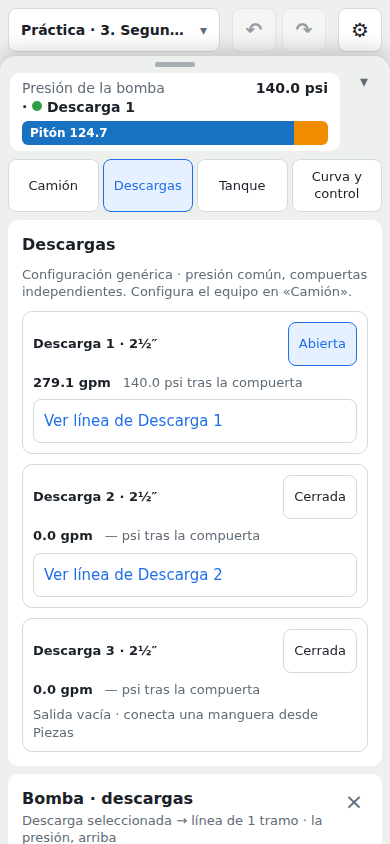 Práctica · 3. Segun... ▾ ↶ ↷ ⚙
Presión de la bomba 140.0 psi ▾
· Descarga 1
Pitón 124.7
Camión Descargas Tanque Curva y
control
Descargas
Configuración genérica · presión común, compuertas
independientes. Configura el equipo en «Camión».
Descarga 1 · 2½″ Abierta
279.1 gpm 140.0 psi tras la compuerta
Ver línea de Descarga 1
Descarga 2 · 2½″ Cerrada
0.0 gpm — psi tras la compuerta
Ver línea de Descarga 2
Descarga 3 · 2½″ Cerrada
0.0 gpm — psi tras la compuerta
Salida vacía · conecta una manguera desde
Piezas
Bomba · descargas ×
Descarga seleccionada → línea de 1 tramo · la
presión, arriba